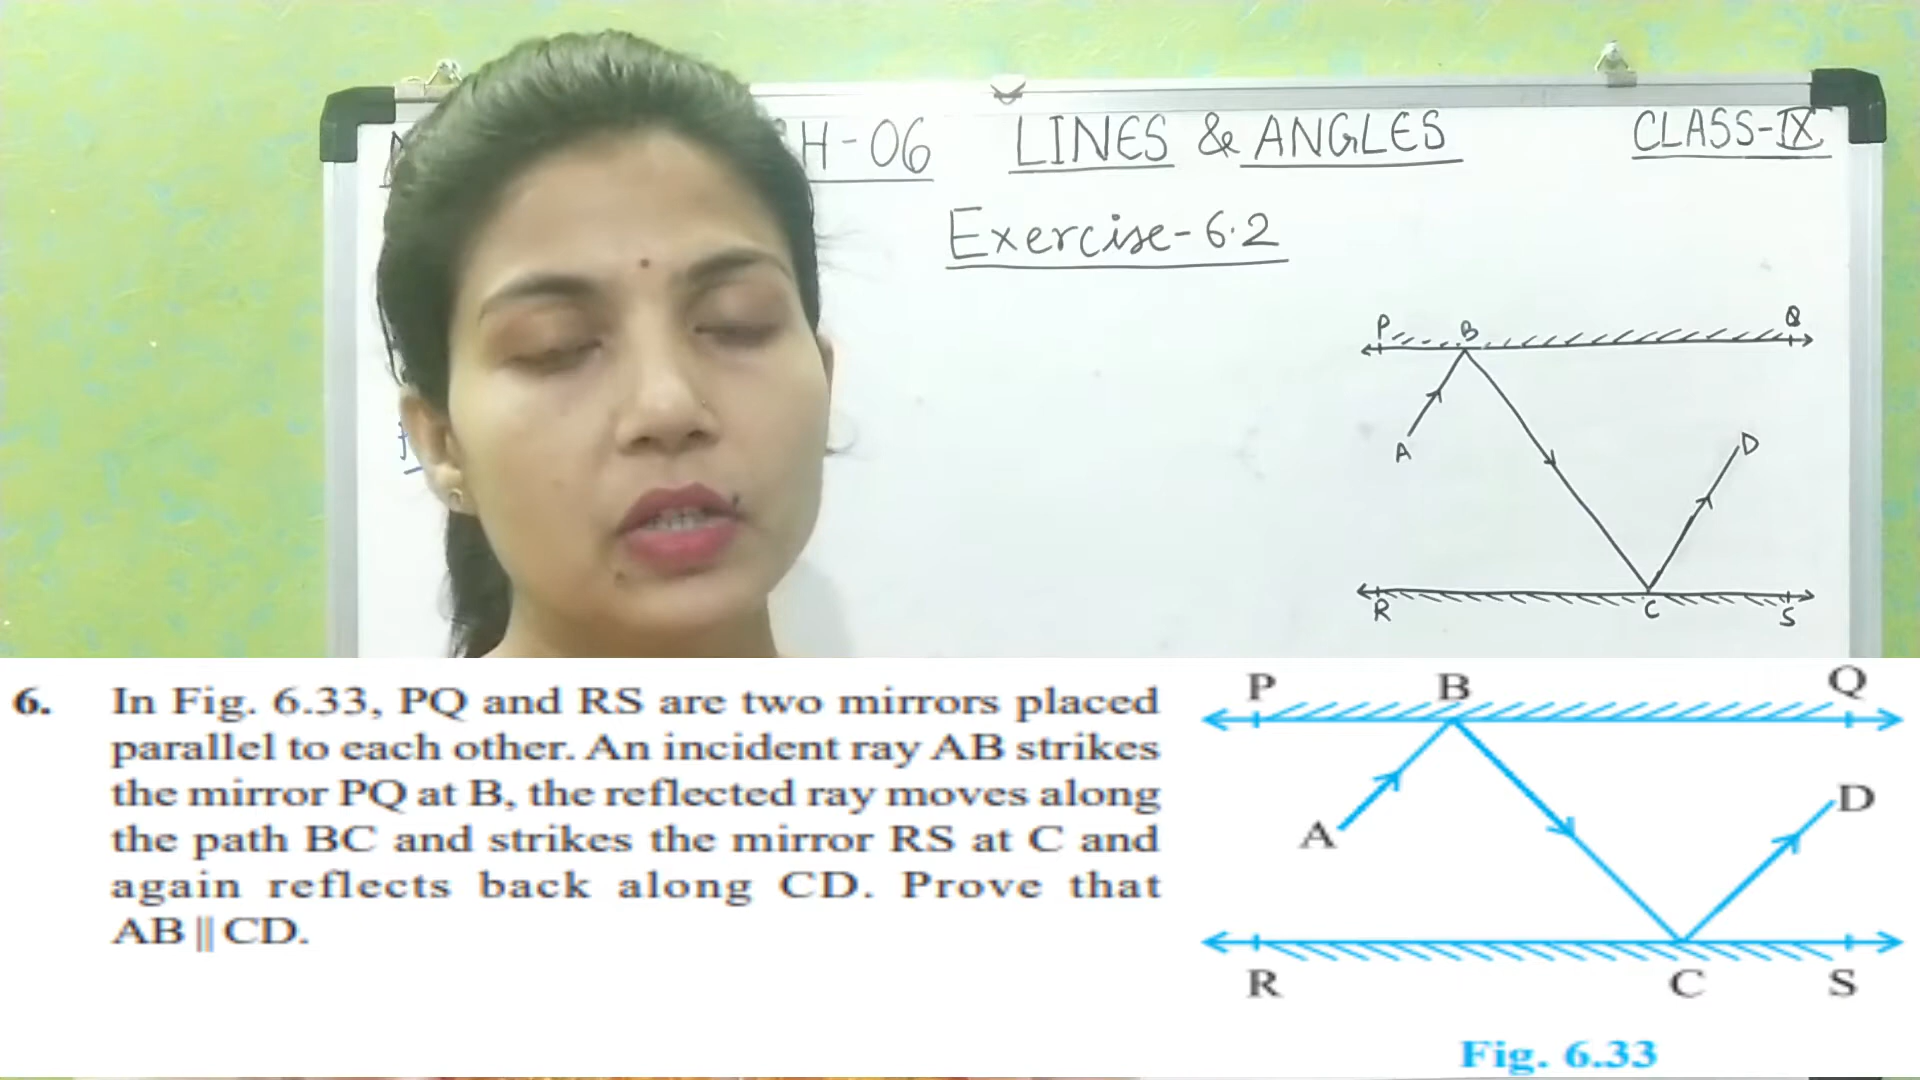 H-06 LINES & ANGLES CLASS-IX
Exercise-6.2
P B Q
A D
R C S
6. In Fig. 6.33, PQ and RS are two mirrors placed
parallel to each other. An incident ray AB strikes
the mirror PQ at B, the reflected ray moves along
the path BC and strikes the mirror RS at C and
again reflects back along CD. Prove that
AB || CD.
P B Q
A D
R C S
Fig. 6.33